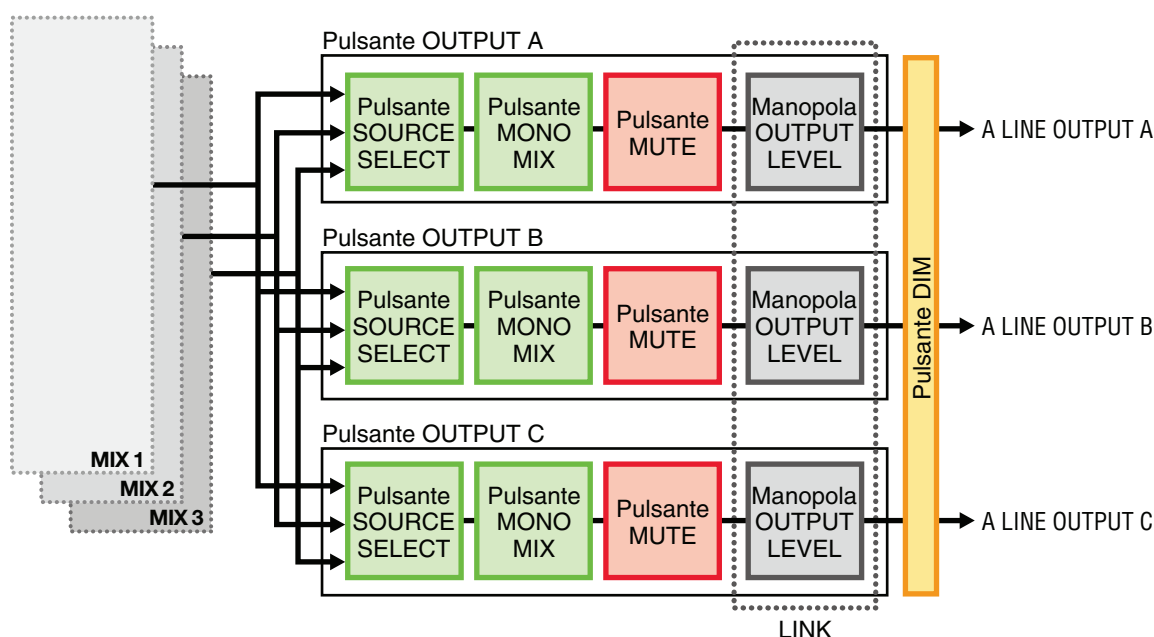 Pulsante OUTPUT A
Pulsante
SOURCE
SELECT
Pulsante
MONO
MIX
Pulsante
MUTE
Manopola
OUTPUT
LEVEL
A LINE OUTPUT A
Pulsante OUTPUT B
Pulsante
SOURCE
SELECT
Pulsante
MONO
MIX
Pulsante
MUTE
Manopola
OUTPUT
LEVEL
A LINE OUTPUT B
Pulsante DIM
Pulsante OUTPUT C
Pulsante
SOURCE
SELECT
Pulsante
MONO
MIX
Pulsante
MUTE
Manopola
OUTPUT
LEVEL
A LINE OUTPUT C
MIX 1
MIX 2
MIX 3
LINK